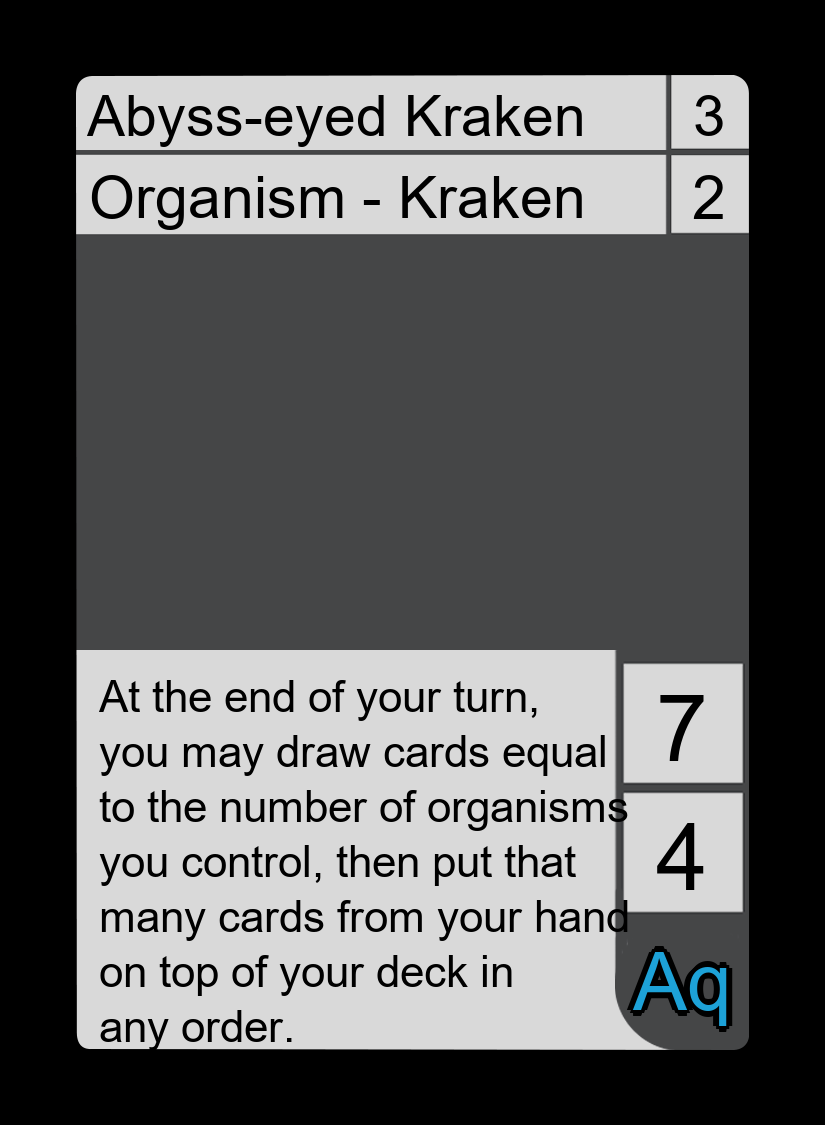 Abyss-eyed Kraken 3
Organism - Kraken 2
At the end of your turn,
you may draw cards equal
to the number of organisms
you control, then put that
many cards from your hand
on top of your deck in
any order.
7
4
Aq